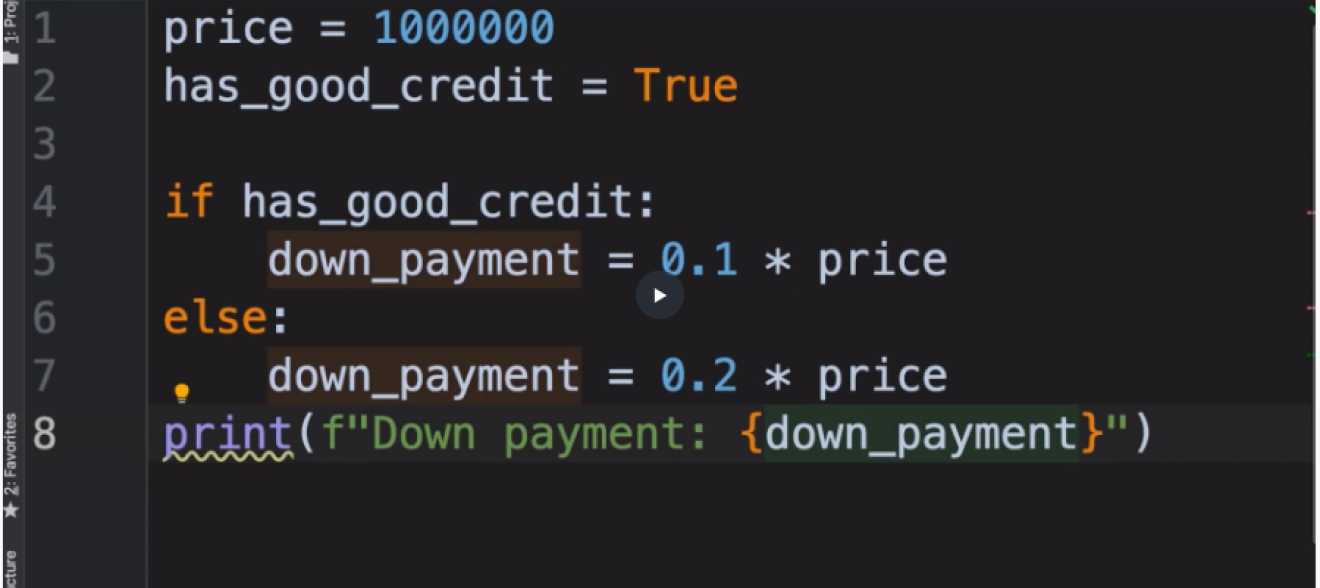 1: Proj
1 price = 1000000
2 has_good_credit = True
3
4 if has_good_credit:
5     down_payment = 0.1 * price
6 else:
7     down_payment = 0.2 * price
8 print(f"Down payment: {down_payment}")
2: Favorites
cture